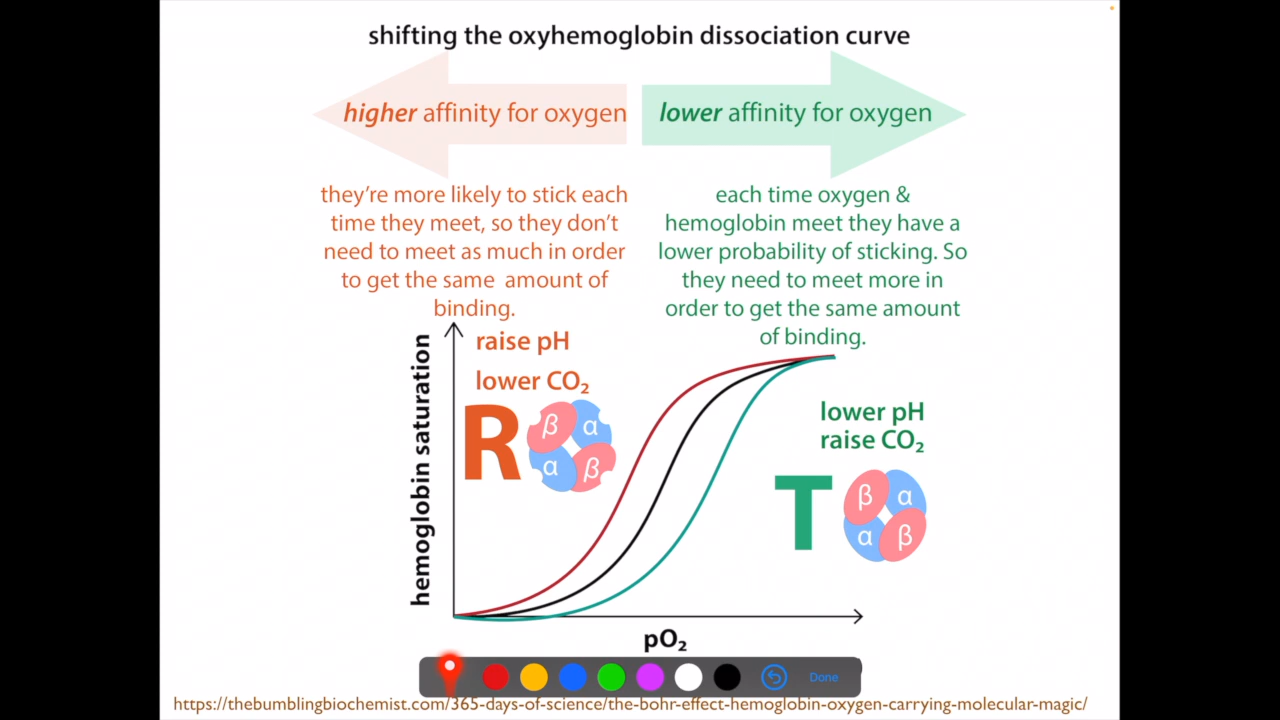 shifting the oxyhemoglobin dissociation curve
higher affinity for oxygen
lower affinity for oxygen
they're more likely to stick each
time they meet, so they don't
need to meet as much in order
to get the same amount of
binding.
each time oxygen &
hemoglobin meet they have a
lower probability of sticking. So
they need to meet more in
order to get the same amount
of binding.
hemoglobin saturation
raise pH
lower CO₂
R
β α
α β
lower pH
raise CO₂
T
β α
α β
pO₂
Done
https://thebumblingbiochemist.com/365-days-of-science/the-bohr-effect-hemoglobin-oxygen-carrying-molecular-magic/